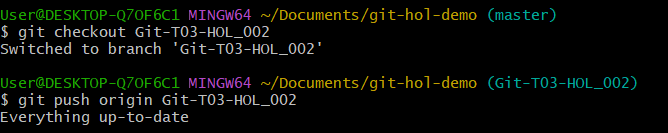 User@DESKTOP-Q7OF6C1 MINGW64 ~/Documents/git-hol-demo (master)
$ git checkout Git-T03-HOL_002
Switched to branch 'Git-T03-HOL_002'
User@DESKTOP-Q7OF6C1 MINGW64 ~/Documents/git-hol-demo (Git-T03-HOL_002)
$ git push origin Git-T03-HOL_002
Everything up-to-date